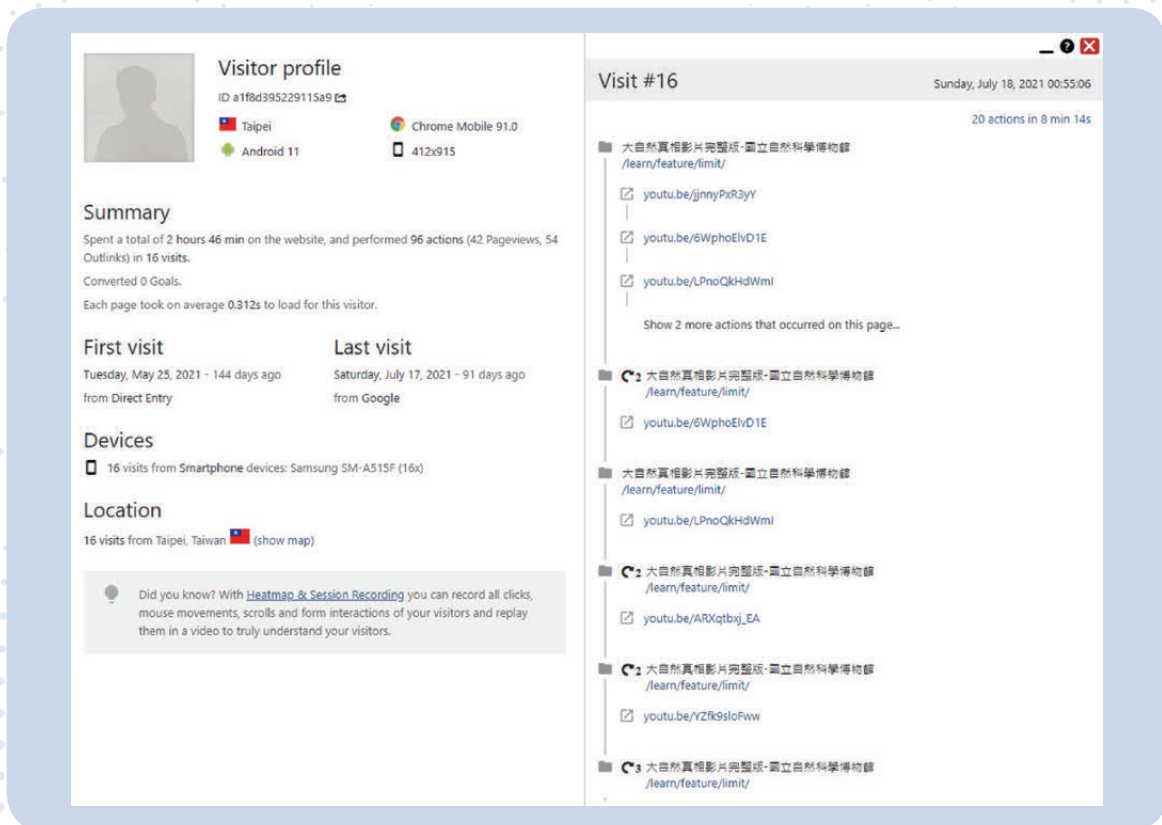 Visitor profile
ID a1f8d395229115a9
Taipei
Chrome Mobile 91.0
Android 11
412x915
Summary
Spent a total of 2 hours 46 min on the website, and performed 96 actions (42 Pageviews, 54
Outlinks) in 16 visits.
Converted 0 Goals.
Each page took on average 0.312s to load for this visitor.
First visit
Tuesday, May 25, 2021 - 144 days ago
from Direct Entry
Last visit
Saturday, July 17, 2021 - 91 days ago
from Google
Devices
16 visits from Smartphone devices: Samsung SM-A515F (16x)
Location
16 visits from Taipei, Taiwan (show map)
Did you know? With Heatmap & Session Recording you can record all clicks,
mouse movements, scrolls and form interactions of your visitors and replay
them in a video to truly understand your visitors.
Visit #16
Sunday, July 18, 2021 00:55:06
20 actions in 8 min 14s
大自然真相影片完整版-國立自然科學博物館
/learn/feature/limit/
youtu.be/jjnnyPxR3yY
youtu.be/6WphoElvD1E
youtu.be/LPnoQkHdWmI
Show 2 more actions that occurred on this page...
2 大自然真相影片完整版-國立自然科學博物館
/learn/feature/limit/
youtu.be/6WphoElvD1E
大自然真相影片完整版-國立自然科學博物館
/learn/feature/limit/
youtu.be/LPnoQkHdWmI
2 大自然真相影片完整版-國立自然科學博物館
/learn/feature/limit/
youtu.be/ARXqtbxj_EA
2 大自然真相影片完整版-國立自然科學博物館
/learn/feature/limit/
youtu.be/YZfk9sloFww
3 大自然真相影片完整版-國立自然科學博物館
/learn/feature/limit/